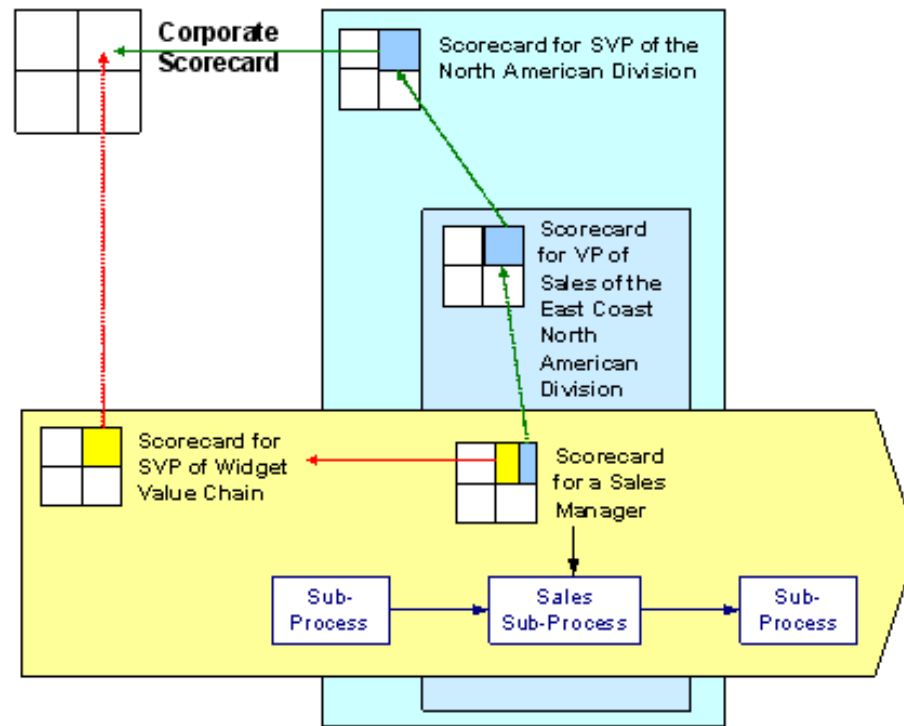 Corporate
Scorecard
Scorecard for SVP of the
North American Division
Scorecard
for VP of
Sales of the
East Coast
North
American
Division
Scorecard for
SVP of Widget
Value Chain
Scorecard
for a Sales
Manager
Sub-
Process
Sales
Sub-Process
Sub-
Process